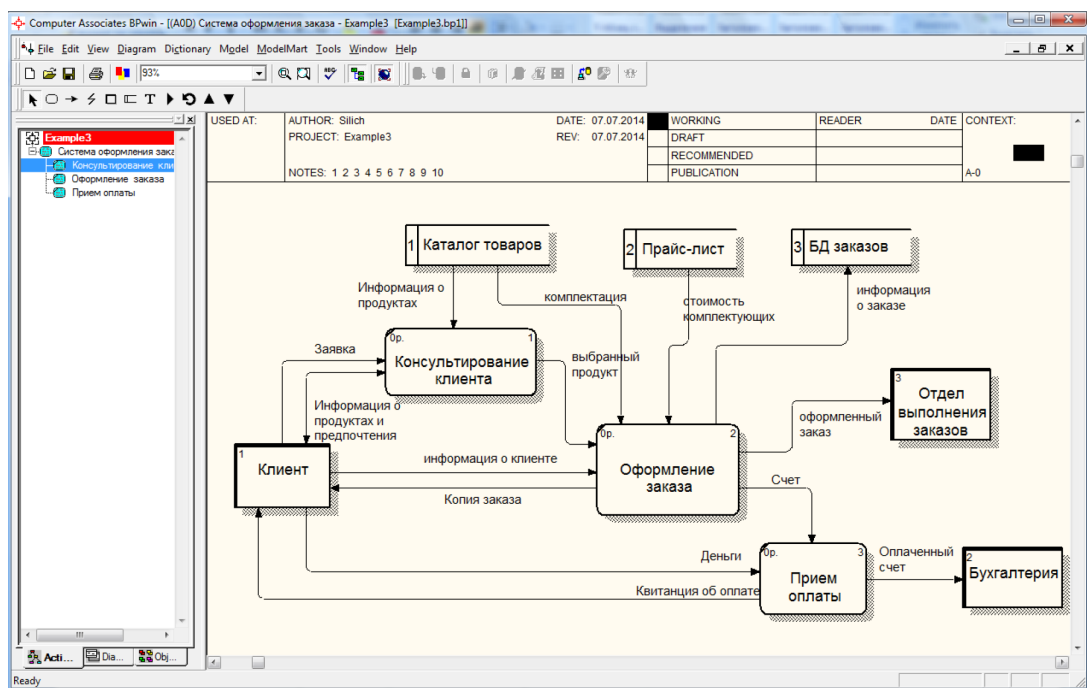 Computer Associates BPwin - [(A0D) Система оформления заказа - Example3 [Example3.bp1]]
File Edit View Diagram Dictionary Model ModelMart Tools Window Help
93%
USED AT:
AUTHOR: Silich
DATE: 07.07.2014
WORKING
READER
DATE
CONTEXT:
PROJECT: Example3
REV: 07.07.2014
DRAFT
RECOMMENDED
NOTES: 1 2 3 4 5 6 7 8 9 10
PUBLICATION
A-0
Example3
Система оформления зака
Консультирование кли
Оформление заказа
Прием оплаты
1 Каталог товаров
2 Прайс-лист
3 БД заказов
Информация о
продуктах
комплектация
стоимость
комплектующих
информация
о заказе
0р. 1
Консультирование
клиента
Заявка
выбранный
продукт
Информация о
продуктах и
предпочтения
3
Отдел
выполнения
заказов
оформленный
заказ
1
Клиент
информация о клиенте
Копия заказа
0р. 2
Оформление
заказа
Счет
Деньги
Квитанция об оплате
0р. 3
Прием
оплаты
Оплаченный
счет
2
Бухгалтерия
Acti...
Dia...
Obj...
Ready